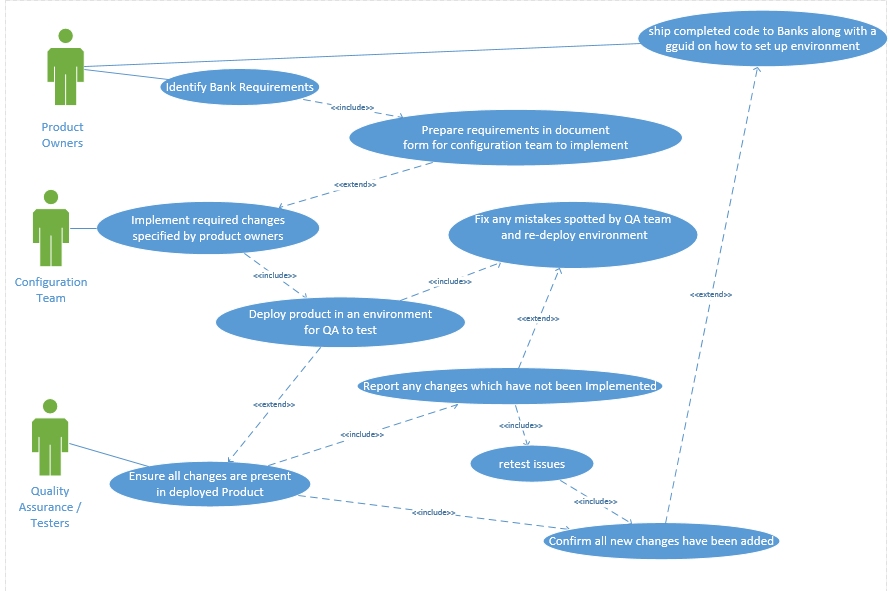 ship completed code to Banks along with a
gguid on how to set up environment
Identify Bank Requirements
<<include>>
Product
Owners
Prepare requirements in document
form for configuration team to implement
<<extend>>
Implement required changes
specified by product owners
Fix any mistakes spotted by QA team
and re-deploy environment
Configuration
Team
<<include>>
<<include>>
<<extend>>
Deploy product in an environment
for QA to test
<<extend>>
Report any changes which have not been Implemented
<<extend>>
<<include>>
<<include>>
retest issues
Ensure all changes are present
in deployed Product
Quality
Assurance /
Testers
<<include>>
<<include>>
Confirm all new changes have been added